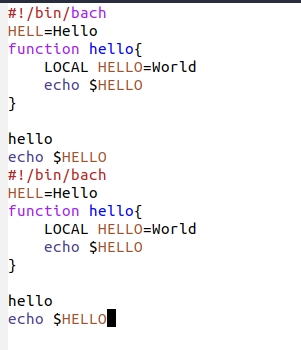 #!/bin/bach
HELL=Hello
function hello{
    LOCAL HELLO=World
    echo $HELLO
}

hello
echo $HELLO
#!/bin/bach
HELL=Hello
function hello{
    LOCAL HELLO=World
    echo $HELLO
}

hello
echo $HELLO